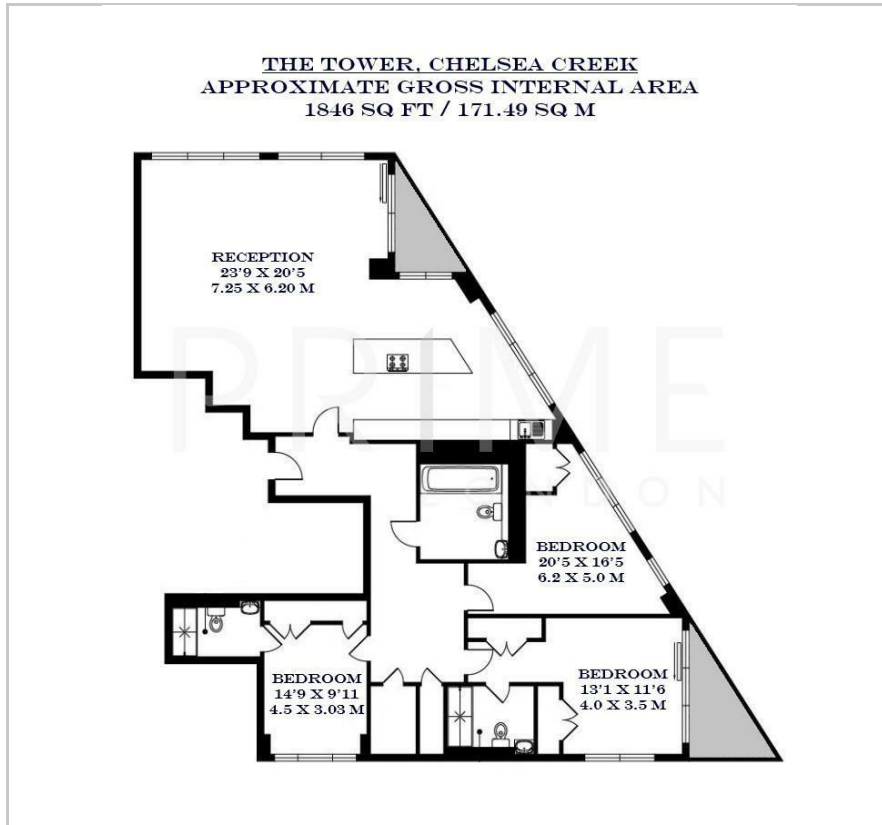 THE TOWER, CHELSEA CREEK
APPROXIMATE GROSS INTERNAL AREA
1846 SQ FT / 171.49 SQ M
RECEPTION
23'9 X 20'5
7.25 X 6.20 M
PRIME
LONDON
BEDROOM
20'5 X 16'5
6.2 X 5.0 M
BEDROOM
14'9 X 9'11
4.5 X 3.03 M
BEDROOM
13'1 X 11'6
4.0 X 3.5 M